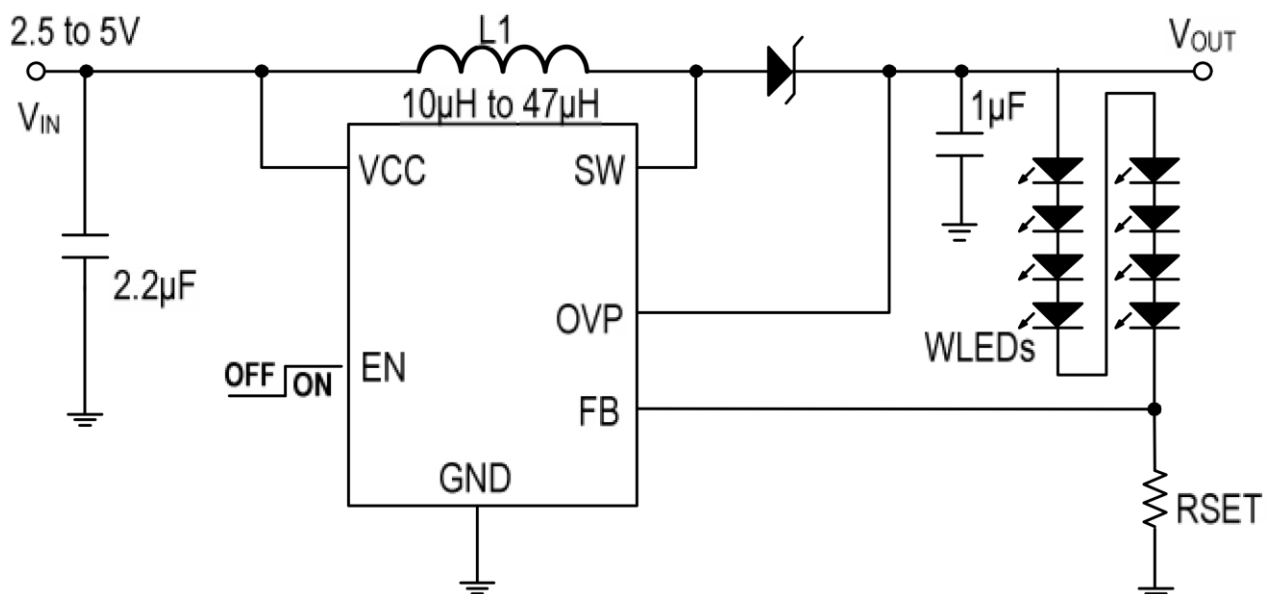 2.5 to 5V
L1
VOUT
VIN
10µH to 47µH
1µF
VCC
SW
2.2µF
OVP
WLEDs
OFF
ON
EN
FB
GND
RSET